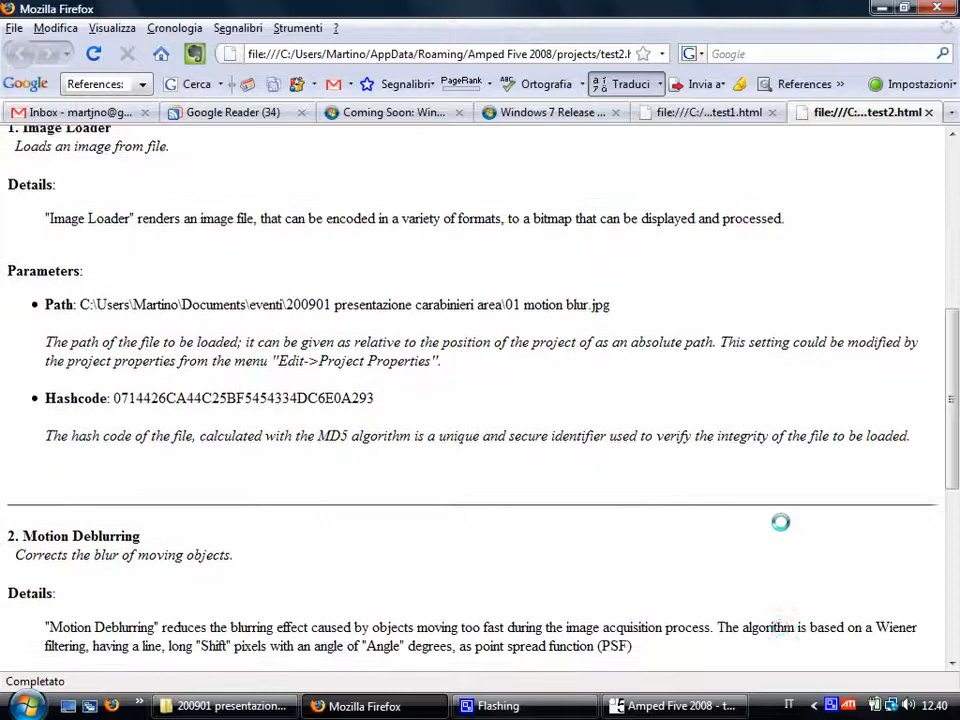 Mozilla Firefox
File Modifica Visualizza Cronologia Segnalibri Strumenti ?
file:///C:/Users/Martino/AppData/Roaming/Amped Five 2008/projects/test2.h
Google
Google References: Cerca Segnalibri PageRank Ortografia Traduci Invia a References » Impostazioni
Inbox - martjno@g... Google Reader (34) Coming Soon: Win... Windows 7 Release ... file:///C:/...test1.html file:///C:...test2.html
1. Image Loader
Loads an image from file.
Details:
"Image Loader" renders an image file, that can be encoded in a variety of formats, to a bitmap that can be displayed and processed.
Parameters:
Path: C:\Users\Martino\Documents\eventi\200901 presentazione carabinieri area\01 motion blur.jpg
The path of the file to be loaded; it can be given as relative to the position of the project of as an absolute path. This setting could be modified by
the project properties from the menu "Edit->Project Properties".
Hashcode: 0714426CA44C25BF5454334DC6E0A293
The hash code of the file, calculated with the MD5 algorithm is a unique and secure identifier used to verify the integrity of the file to be loaded.
2. Motion Deblurring
Corrects the blur of moving objects.
Details:
"Motion Deblurring" reduces the blurring effect caused by objects moving too fast during the image acquisition process. The algorithm is based on a Wiener
filtering, having a line, long "Shift" pixels with an angle of "Angle" degrees, as point spread function (PSF)
Completato
» 200901 presentazion... Mozilla Firefox Flashing Amped Five 2008 - t... IT ATI 12.40